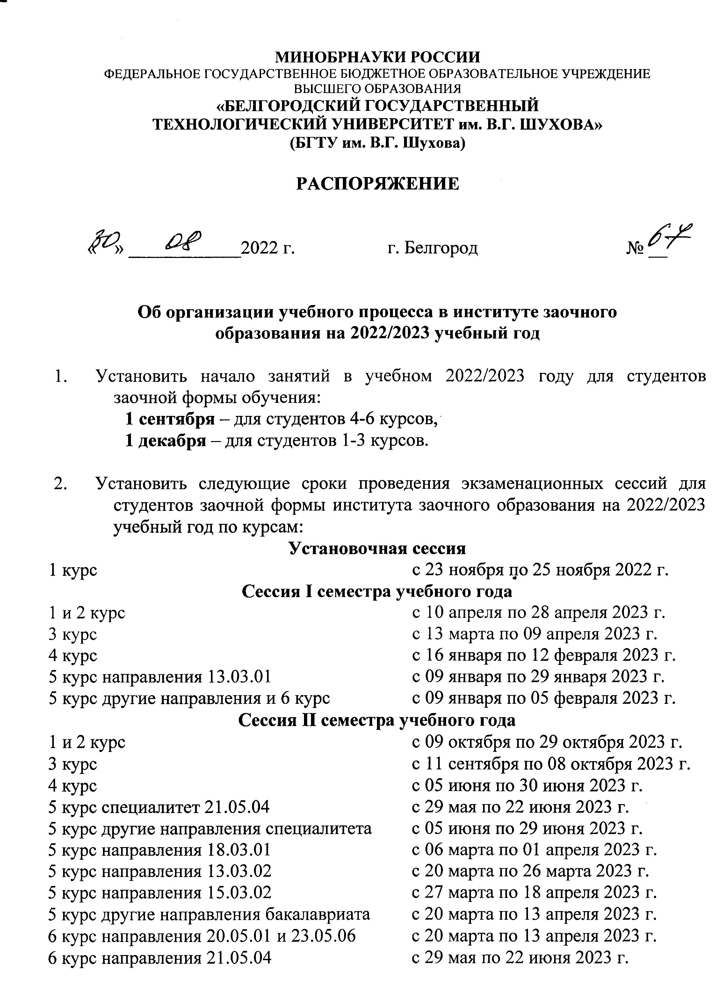 МИНОБРНАУКИ РОССИИ
ФЕДЕРАЛЬНОЕ ГОСУДАРСТВЕННОЕ БЮДЖЕТНОЕ ОБРАЗОВАТЕЛЬНОЕ УЧРЕЖДЕНИЕ
ВЫСШЕГО ОБРАЗОВАНИЯ
«БЕЛГОРОДСКИЙ ГОСУДАРСТВЕННЫЙ
ТЕХНОЛОГИЧЕСКИЙ УНИВЕРСИТЕТ им. В.Г. ШУХОВА»
(БГТУ им. В.Г. Шухова)
РАСПОРЯЖЕНИЕ
«30» 08 2022 г. г. Белгород № 67
Об организации учебного процесса в институте заочного
образования на 2022/2023 учебный год
1. Установить начало занятий в учебном 2022/2023 году для студентов
заочной формы обучения:
1 сентября – для студентов 4-6 курсов,
1 декабря – для студентов 1-3 курсов.
2. Установить следующие сроки проведения экзаменационных сессий для
студентов заочной формы института заочного образования на 2022/2023
учебный год по курсам:
Установочная сессия
1 курс с 23 ноября по 25 ноября 2022 г.
Сессия I семестра учебного года
1 и 2 курс с 10 апреля по 28 апреля 2023 г.
3 курс с 13 марта по 09 апреля 2023 г.
4 курс с 16 января по 12 февраля 2023 г.
5 курс направления 13.03.01 с 09 января по 29 января 2023 г.
5 курс другие направления и 6 курс с 09 января по 05 февраля 2023 г.
Сессия II семестра учебного года
1 и 2 курс с 09 октября по 29 октября 2023 г.
3 курс с 11 сентября по 08 октября 2023 г.
4 курс с 05 июня по 30 июня 2023 г.
5 курс специалитет 21.05.04 с 29 мая по 22 июня 2023 г.
5 курс другие направления специалитета с 05 июня по 29 июня 2023 г.
5 курс направления 18.03.01 с 06 марта по 01 апреля 2023 г.
5 курс направления 13.03.02 с 20 марта по 26 марта 2023 г.
5 курс направления 15.03.02 с 27 марта по 18 апреля 2023 г.
5 курс другие направления бакалавриата с 20 марта по 13 апреля 2023 г.
6 курс направления 20.05.01 и 23.05.06 с 20 марта по 13 апреля 2023 г.
6 курс направления 21.05.04 с 29 мая по 22 июня 2023 г.